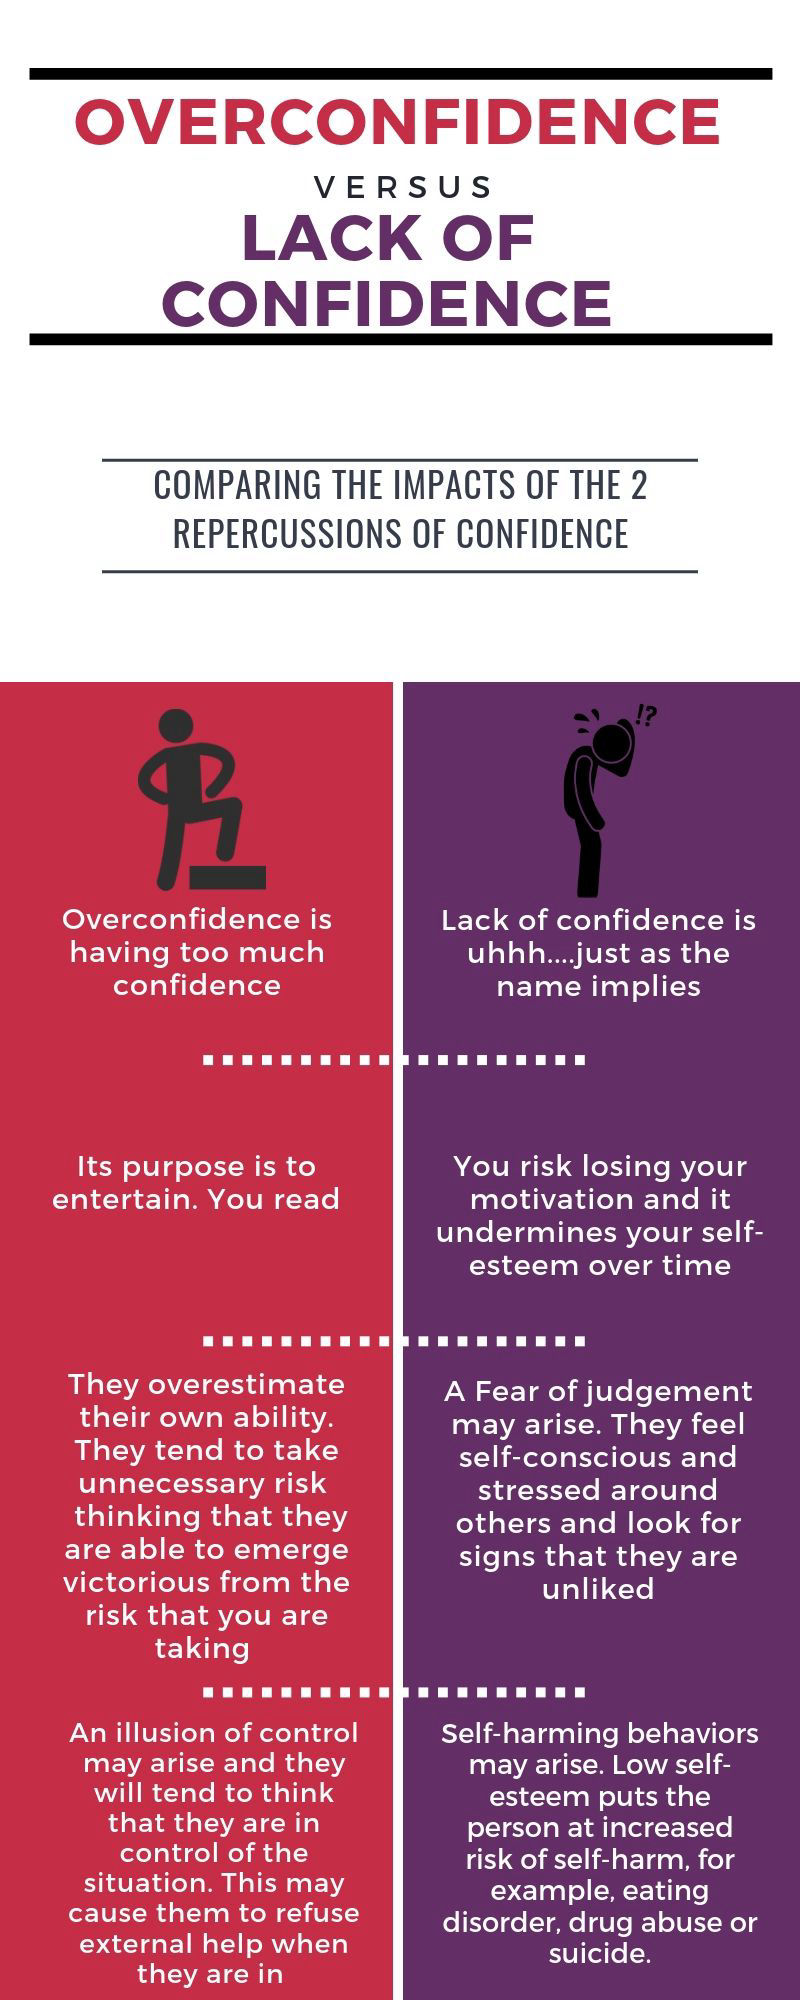 OVERCONFIDENCE
VERSUS
LACK OF
CONFIDENCE
COMPARING THE IMPACTS OF THE 2
REPERCUSSIONS OF CONFIDENCE
!?
Overconfidence is
having too much
confidence
Lack of confidence is
uhhh....just as the
name implies
Its purpose is to
entertain. You read
You risk losing your
motivation and it
undermines your self-
esteem over time
They overestimate
their own ability.
They tend to take
unnecessary risk
thinking that they
are able to emerge
victorious from the
risk that you are
taking
A Fear of judgement
may arise. They feel
self-conscious and
stressed around
others and look for
signs that they are
unliked
An illusion of control
may arise and they
will tend to think
that they are in
control of the
situation. This may
cause them to refuse
external help when
they are in
Self-harming behaviors
may arise. Low self-
esteem puts the
person at increased
risk of self-harm, for
example, eating
disorder, drug abuse or
suicide.